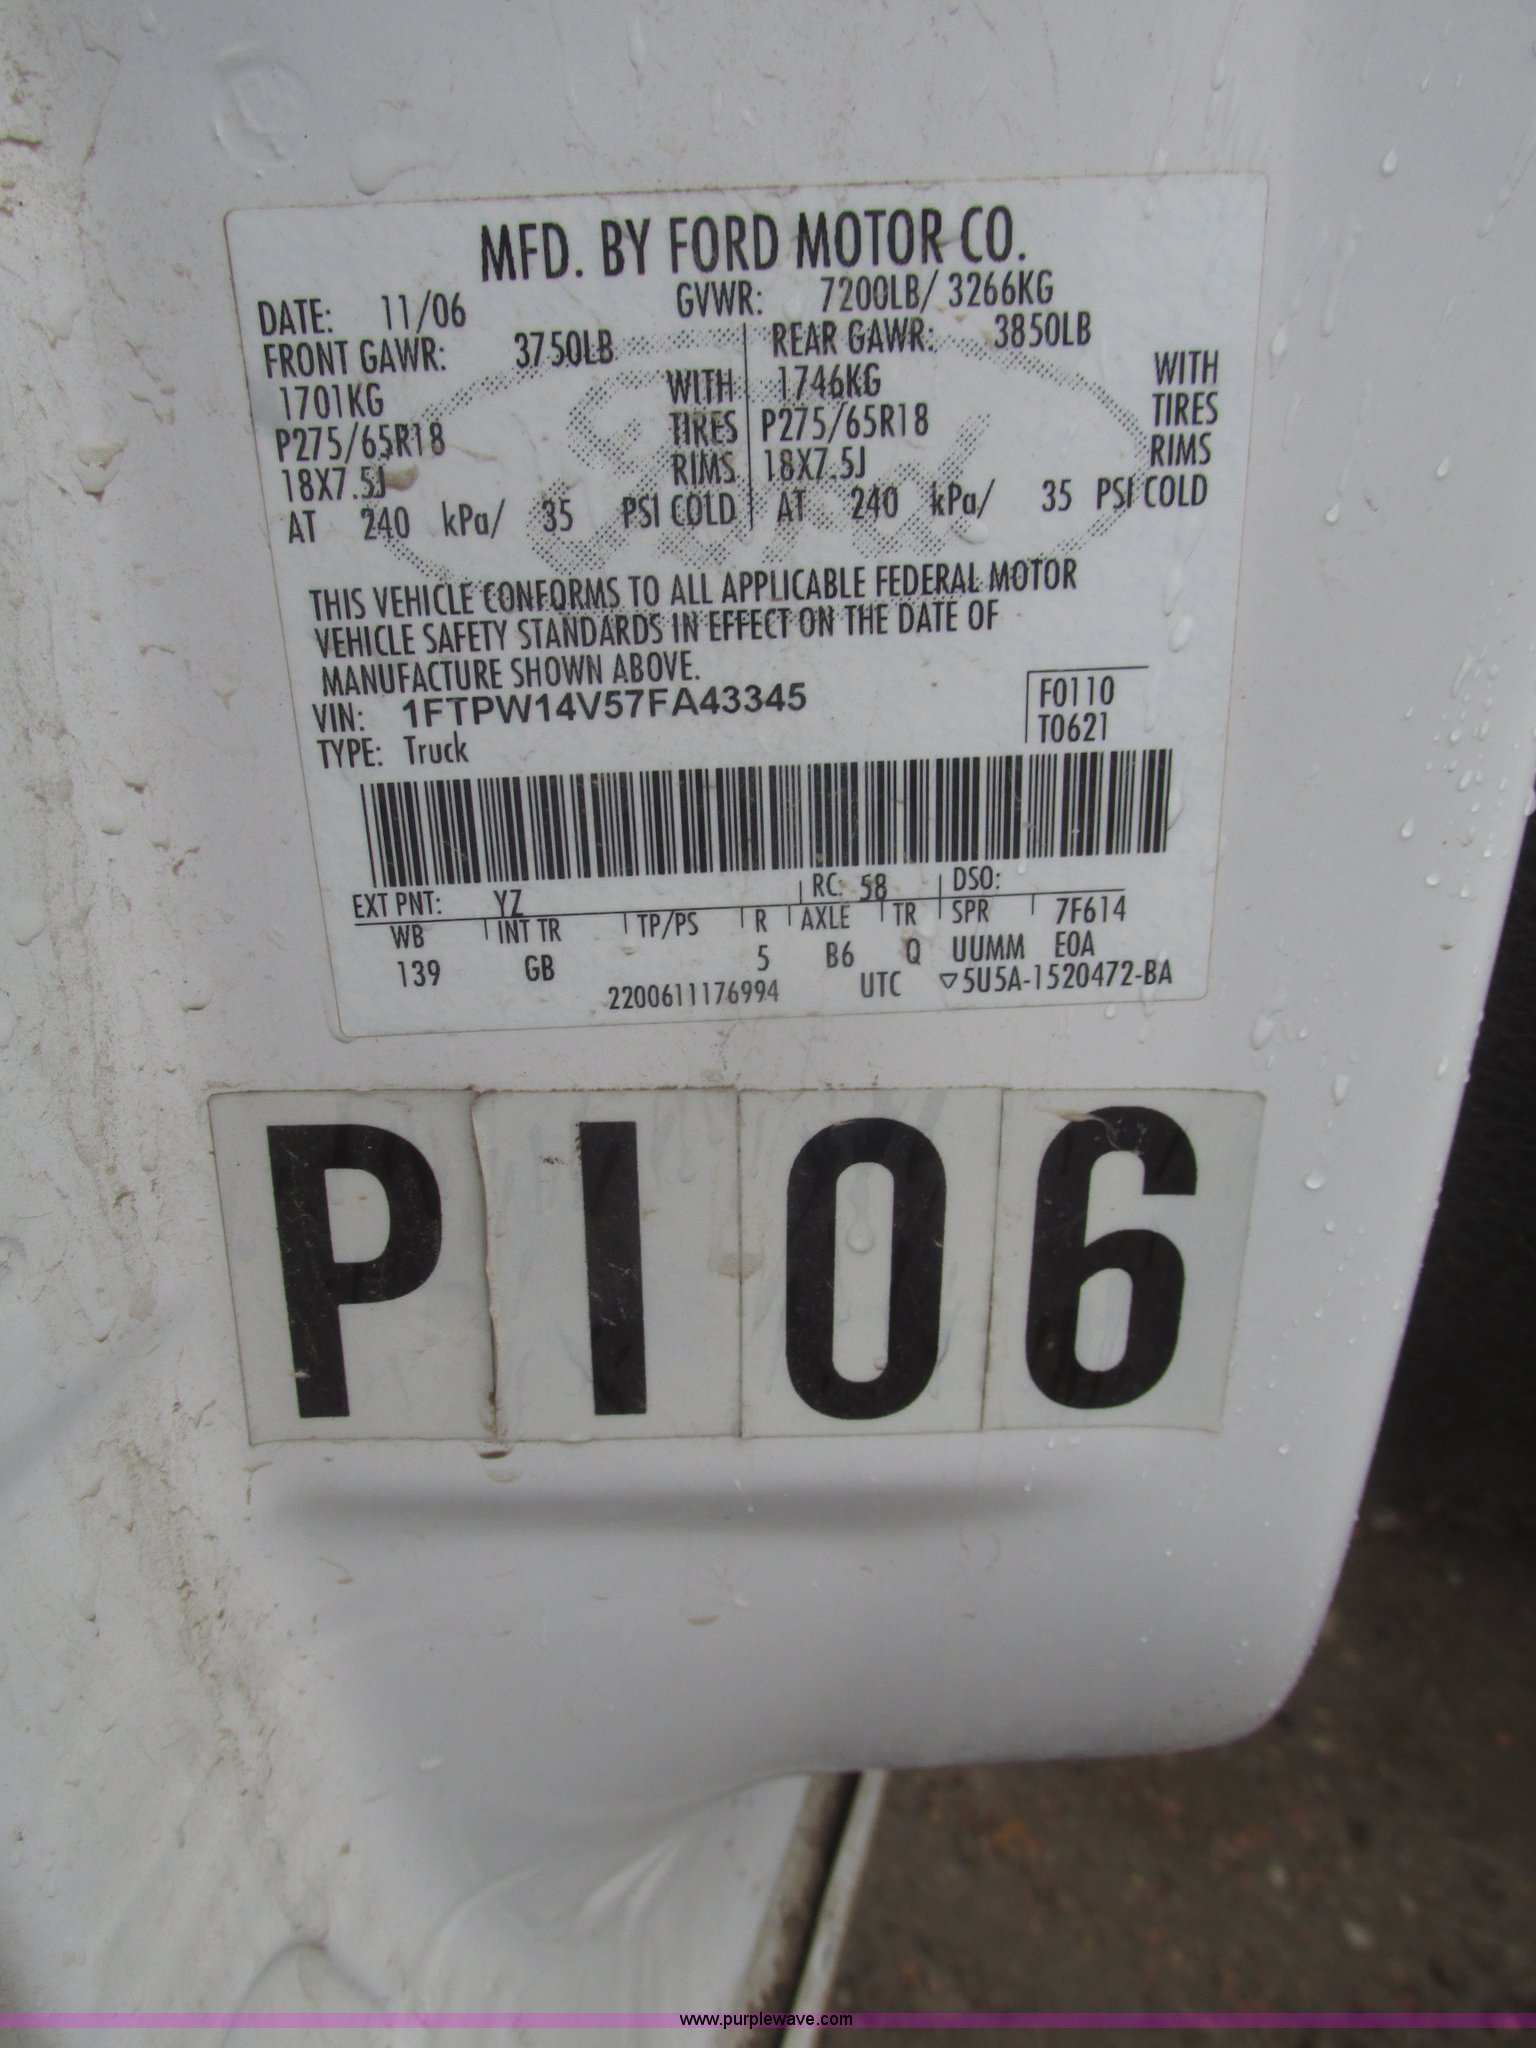 MFD. BY FORD MOTOR CO.
DATE: 11/06 GVWR: 7200LB/ 3266KG
FRONT GAWR: 3750LB REAR GAWR: 3850LB
1701KG WITH 1746KG WITH
P275/65R18 TIRES P275/65R18 TIRES
18X7.5J RIMS 18X7.5J RIMS
AT 240 kPa/ 35 PSI COLD AT 240 kPa/ 35 PSI COLD
THIS VEHICLE CONFORMS TO ALL APPLICABLE FEDERAL MOTOR
VEHICLE SAFETY STANDARDS IN EFFECT ON THE DATE OF
MANUFACTURE SHOWN ABOVE.
VIN: 1FTPW14V57FA43345 F0110
TYPE: Truck T0621
EXT PNT: YZ RC: 58 DSO:
WB INT TR TP/PS R AXLE TR SPR 7F614
139 GB 5 B6 Q UUMM E0A
2200611176994 UTC ▽5U5A-1520472-BA
PI06
www.purplewave.com